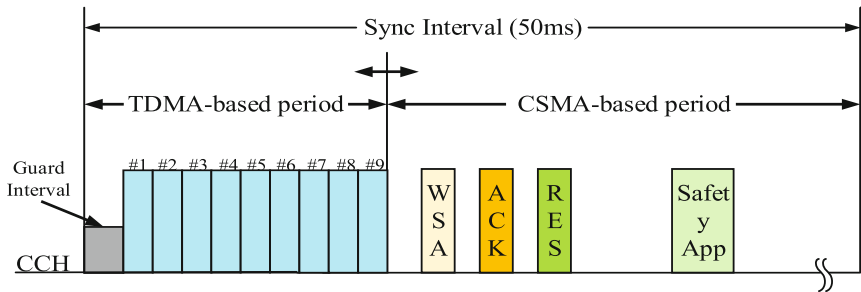 Sync Interval (50ms)
TDMA-based period
CSMA-based period
#1 #2 #3 #4 #5 #6 #7 #8 #9
Guard
Interval
W
S
A
A
C
K
R
E
S
Safet
y
App
CCH